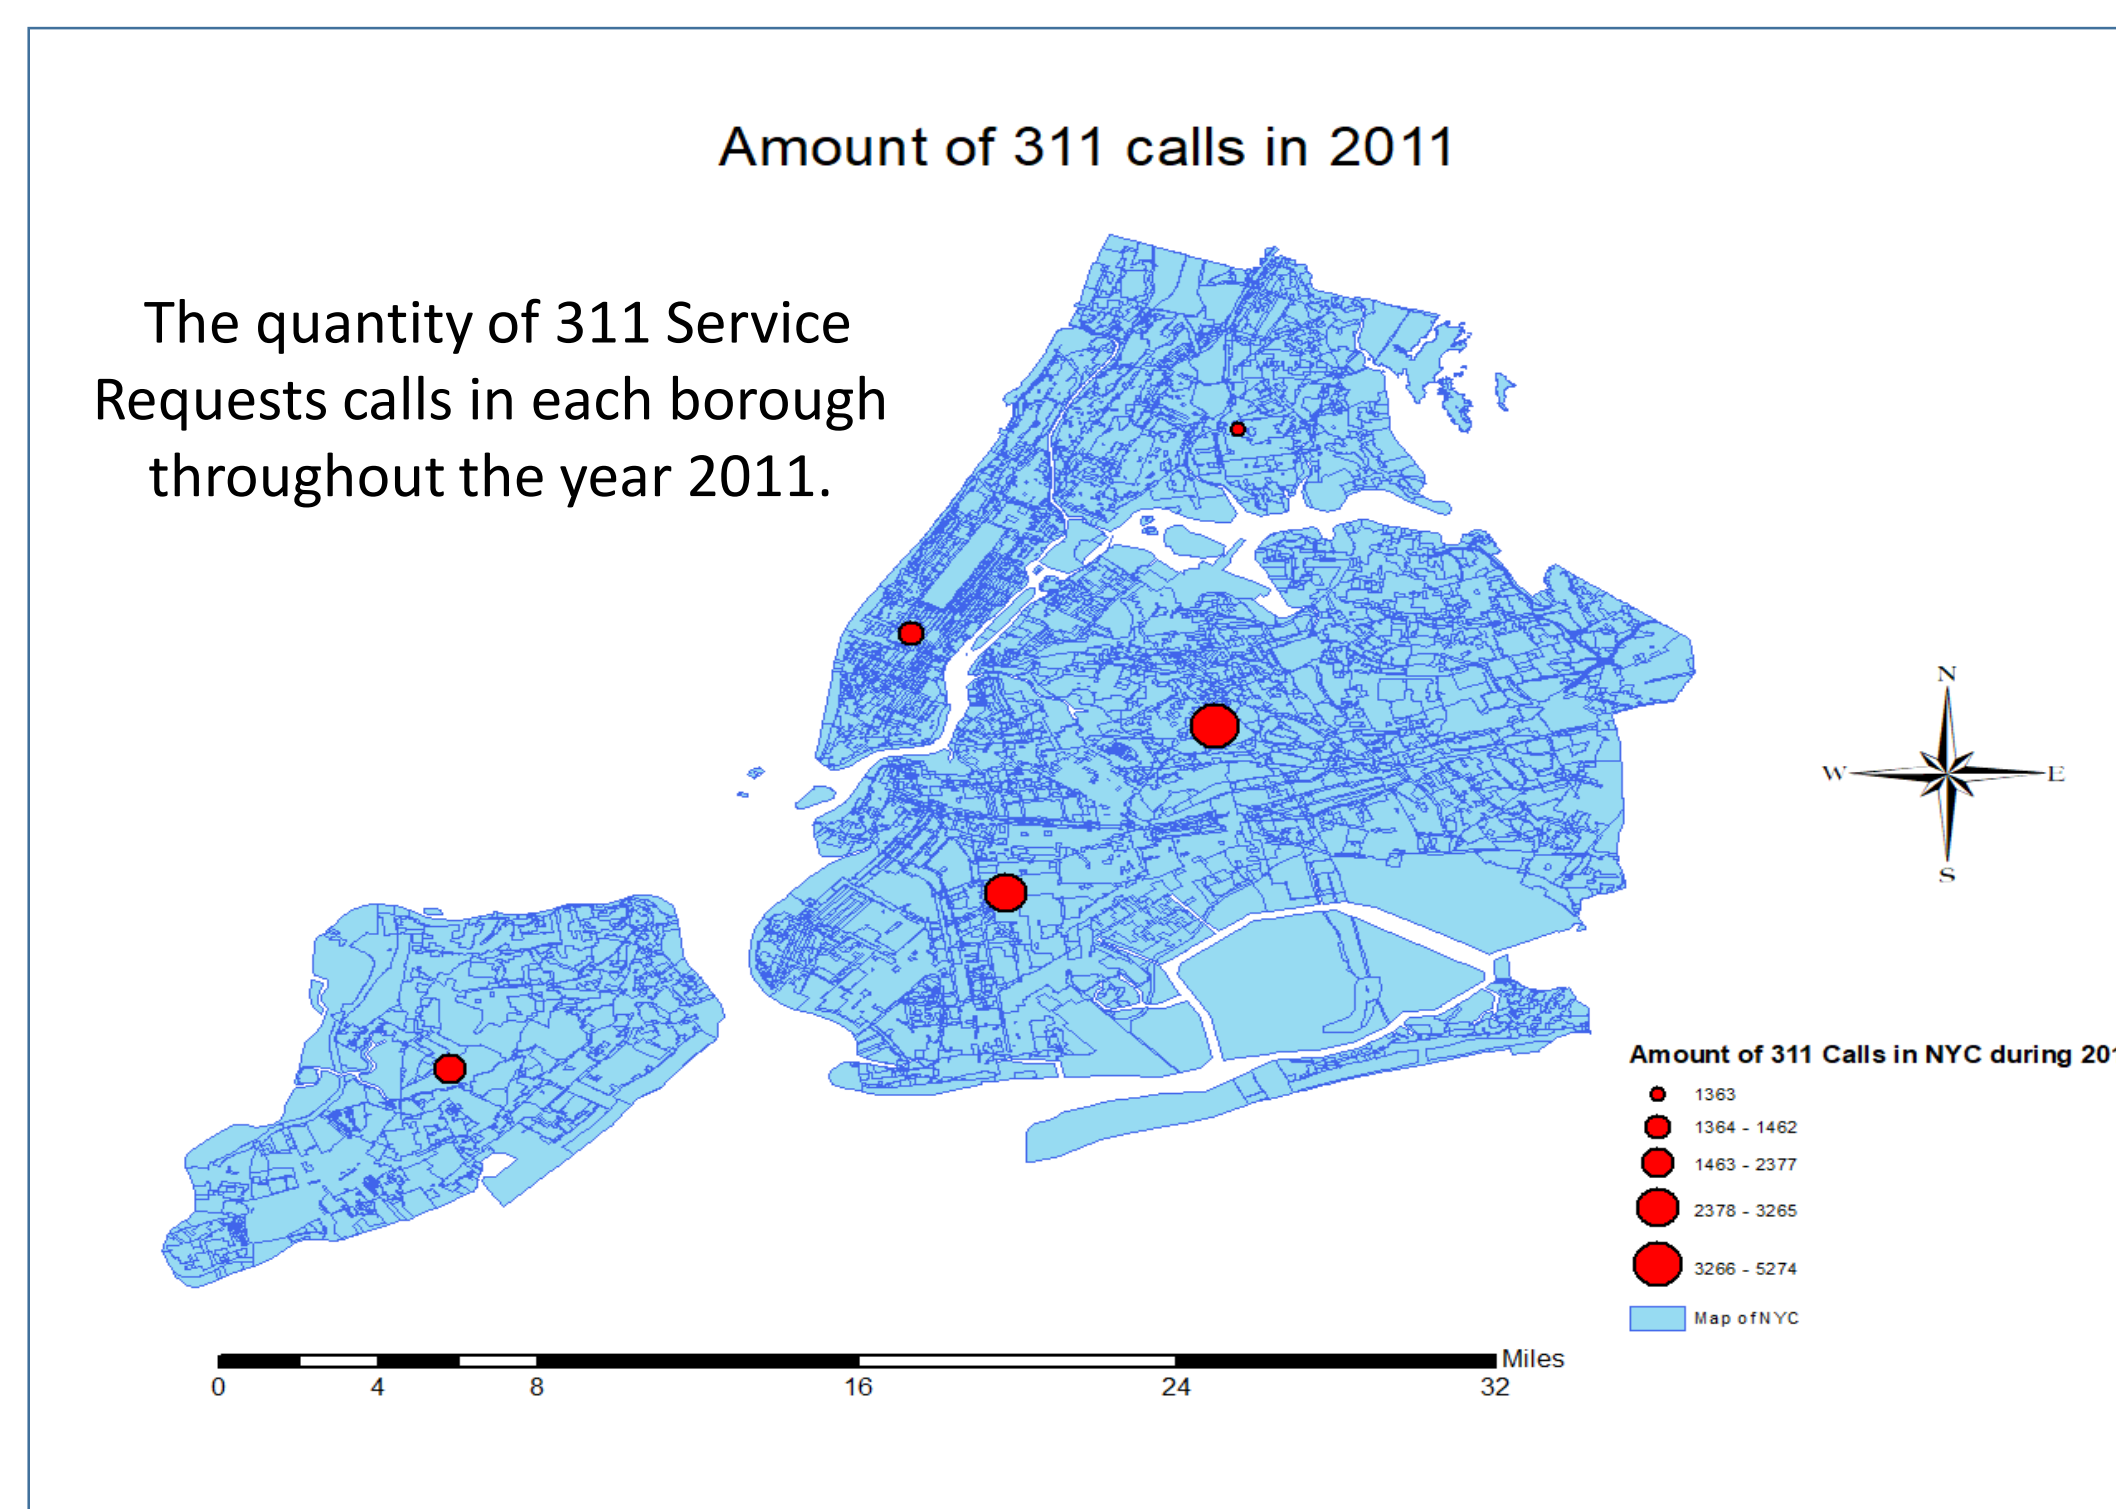 Amount of 311 calls in 2011
The quantity of 311 Service
Requests calls in each borough
throughout the year 2011.
N
W
E
S
Amount of 311 Calls in NYC during
1363
1364 - 1462
1463 - 2377
2378 - 3265
3266 - 5274
Map of NYC
Miles
0 4 8 16 24 32